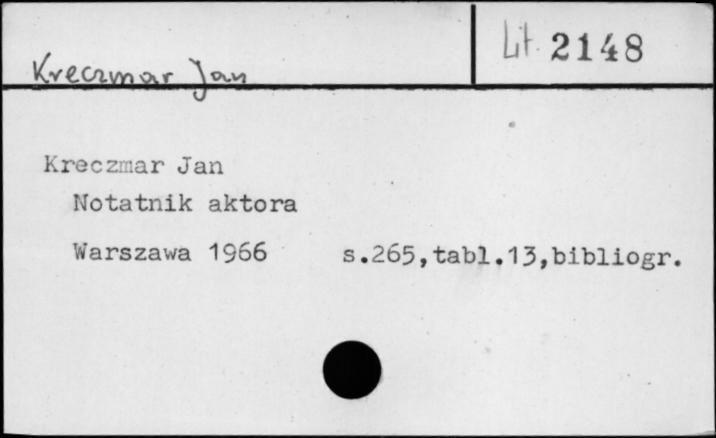 Kreczmar Jan
Lit. 2148
Kreczmar Jan
Notatnik aktora
Warszawa 1966 s.265,tabl.13,bibliogr.